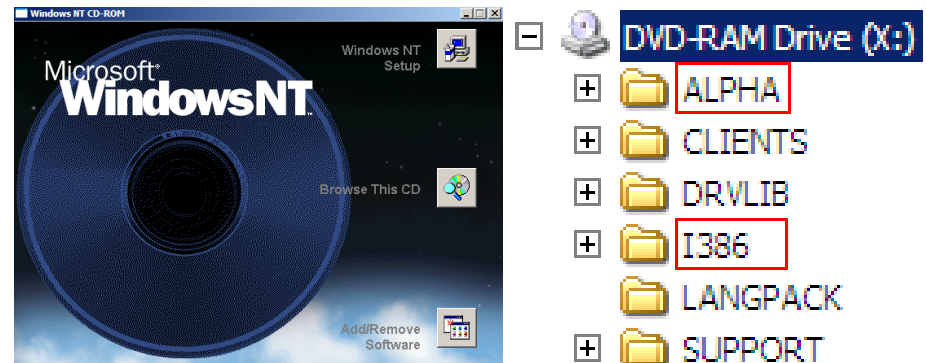 Windows NT CD-ROM
Microsoft®
WindowsNT™
Windows NT
Setup
Browse This CD
Add/Remove
Software
DVD-RAM Drive (X:)
ALPHA
CLIENTS
DRVLIB
I386
LANGPACK
SUPPORT